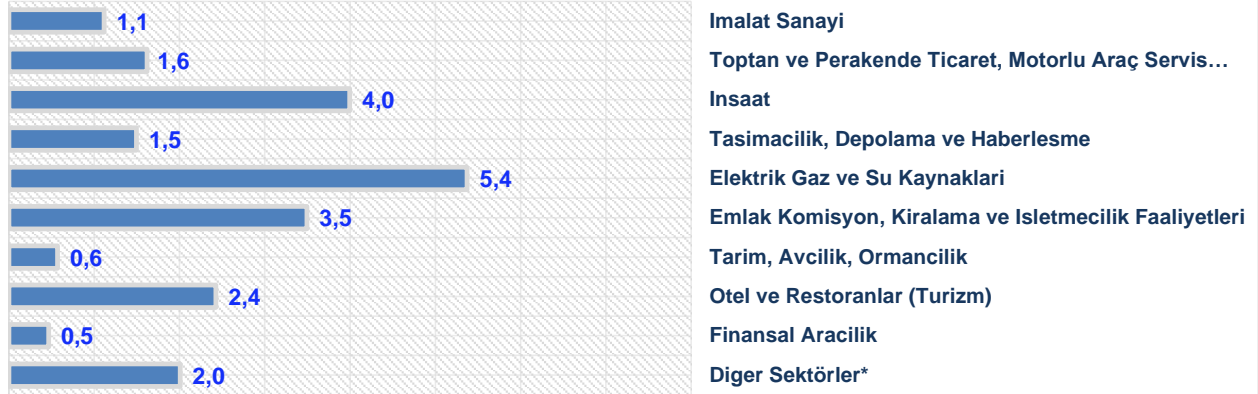 1,1 Imalat Sanayi
1,6 Toptan ve Perakende Ticaret, Motorlu Araç Servis…
4,0 Insaat
1,5 Tasimacilik, Depolama ve Haberlesme
5,4 Elektrik Gaz ve Su Kaynaklari
3,5 Emlak Komisyon, Kiralama ve Isletmecilik Faaliyetleri
0,6 Tarim, Avcilik, Ormancilik
2,4 Otel ve Restoranlar (Turizm)
0,5 Finansal Aracilik
2,0 Diger Sektörler*